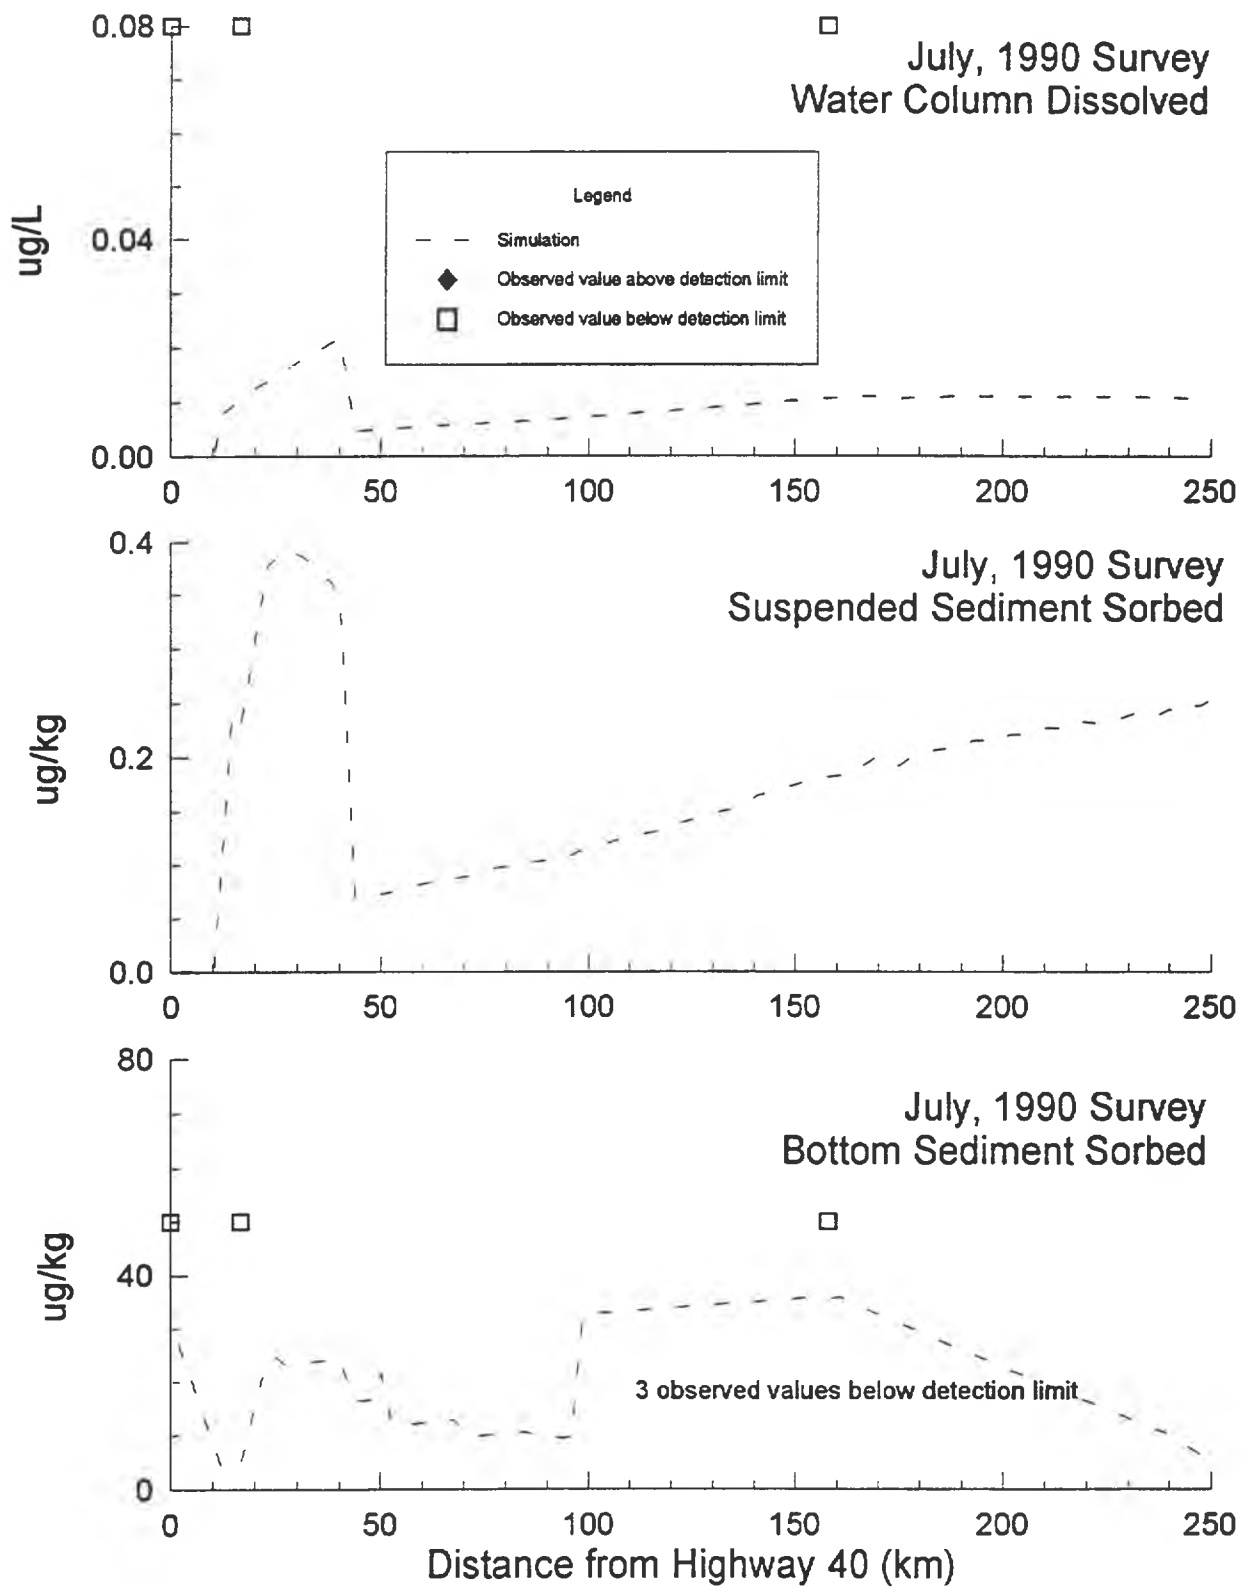 0.08
July, 1990 Survey
Water Column Dissolved
Legend
Simulation
Observed value above detection limit
Observed value below detection limit
ug/L
0.04
0.00
0 50 100 150 200 250
0.4
July, 1990 Survey
Suspended Sediment Sorbed
ug/kg
0.2
0.0
0 50 100 150 200 250
80
July, 1990 Survey
Bottom Sediment Sorbed
ug/kg
40
3 observed values below detection limit
0
0 50 100 150 200 250
Distance from Highway 40 (km)